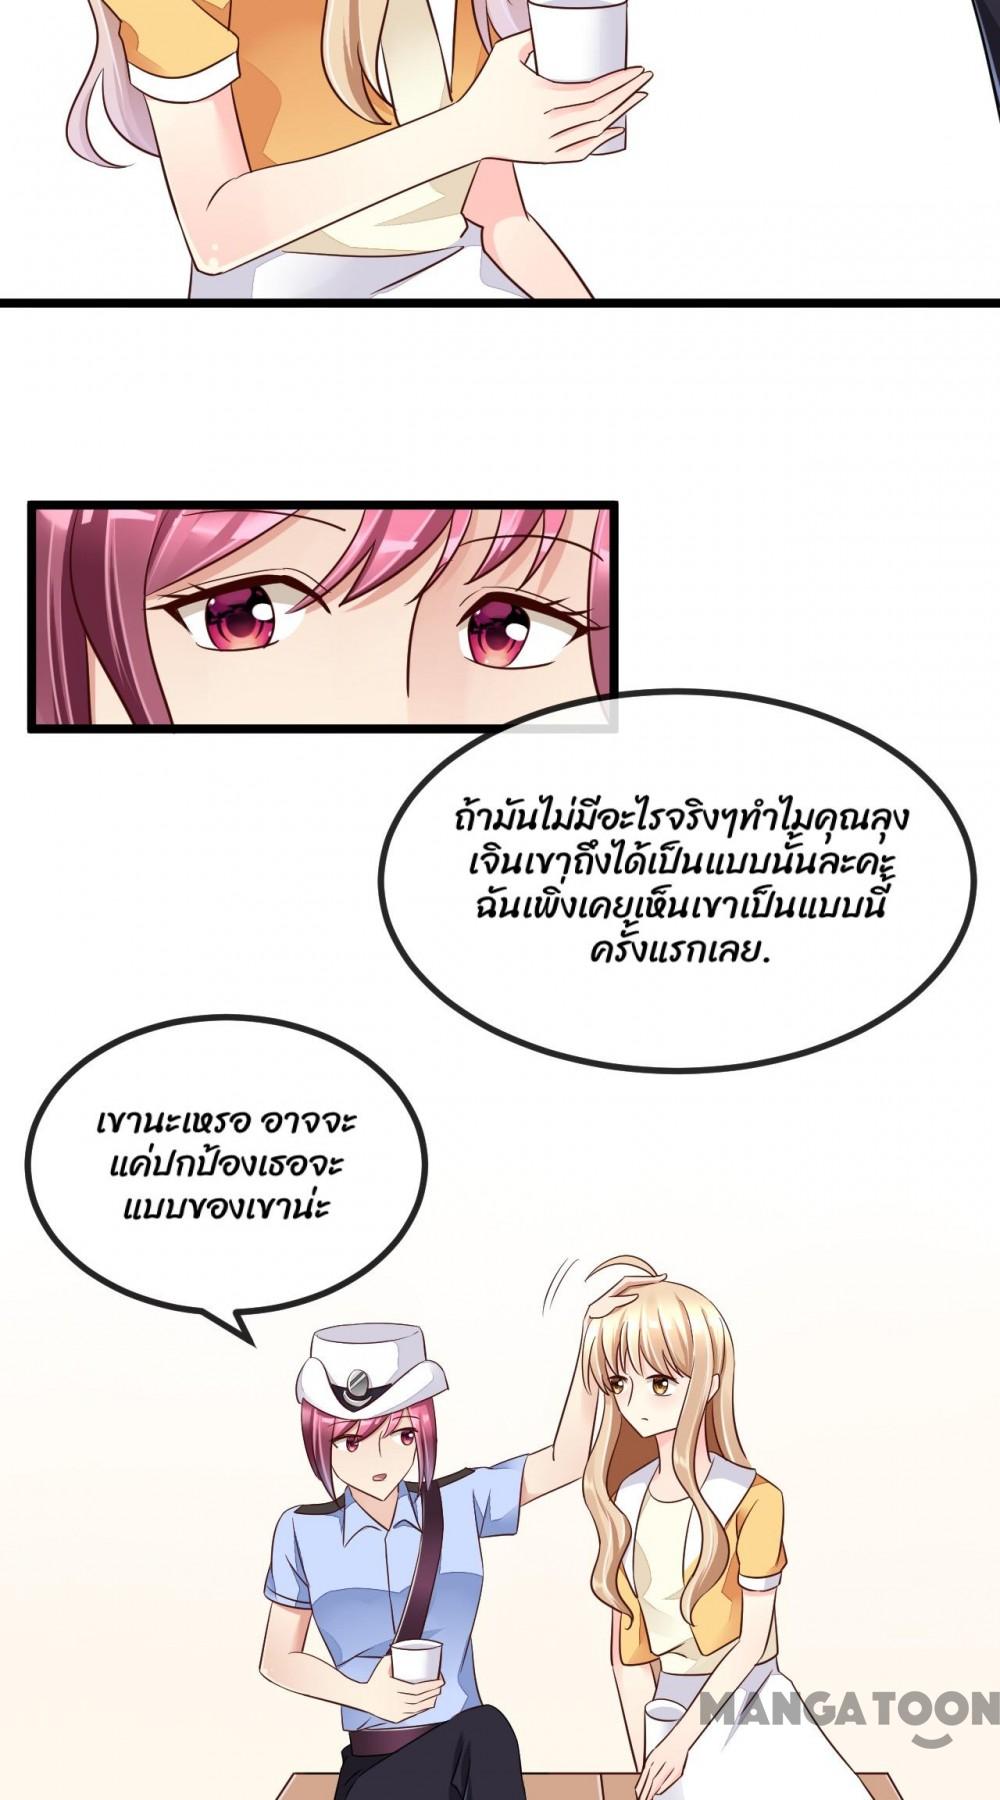 ถ้ามันไม่มีอะไรจริงๆทำไมคุณลุง
เจินเขาถึงได้เป็นแบบนั้นละคะ
ฉันเพิ่งเคยเห็นเขาเป็นแบบนี้
ครั้งแรกเลย.
เขานะเหรอ อาจจะ
แค่ปกป้องเธอจะ
แบบของเขาน่ะ
MANGATOON